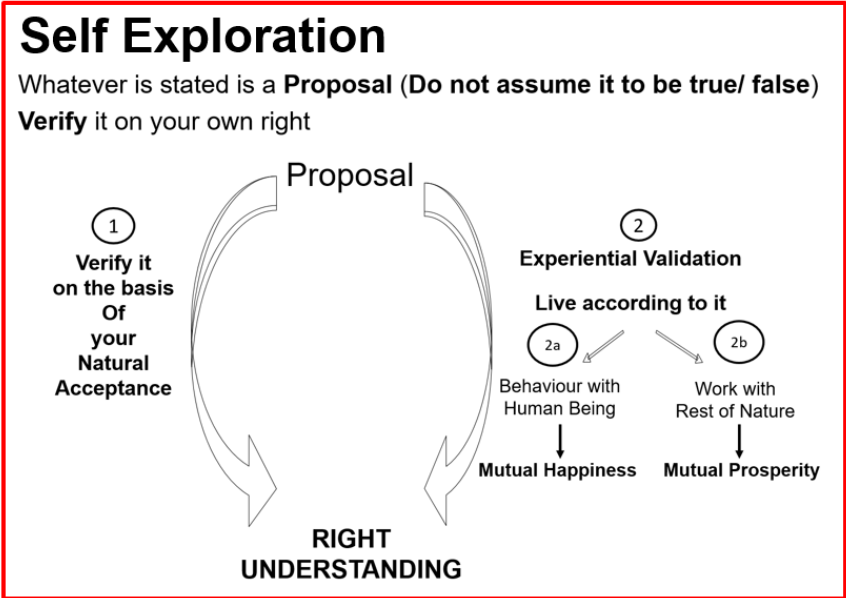 Self Exploration
Whatever is stated is a Proposal (Do not assume it to be true/ false)
Verify it on your own right
Proposal
1
Verify it
on the basis
Of
your
Natural
Acceptance
2
Experiential Validation
Live according to it
2a
Behaviour with
Human Being
Mutual Happiness
2b
Work with
Rest of Nature
Mutual Prosperity
RIGHT
UNDERSTANDING